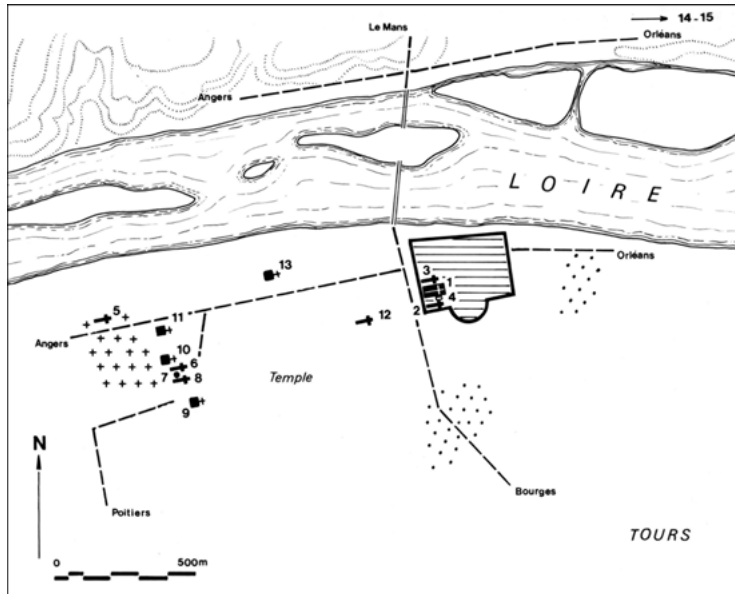 14-15
Le Mans
Orléans
Angers
LOIRE
Orléans
13
3
1
4
2
5
11
12
Angers
10
6
7
8
Temple
9
N
Poitiers
Bourges
TOURS
0 500m